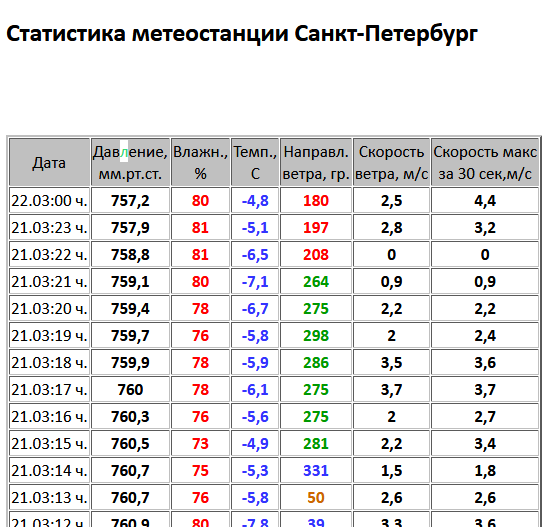 Статистика метеостанции Санкт-Петербург
Дата Давление, мм.рт.ст. Влажн., % Темп., С Направл. ветра, гр. Скорость ветра, м/с Скорость макс за 30 сек,м/с
22.03:00 ч. 757,2 80 -4,8 180 2,5 4,4
21.03:23 ч. 757,9 81 -5,1 197 2,8 3,2
21.03:22 ч. 758,8 81 -6,5 208 0 0
21.03:21 ч. 759,1 80 -7,1 264 0,9 0,9
21.03:20 ч. 759,4 78 -6,7 275 2,2 2,2
21.03:19 ч. 759,7 76 -5,8 298 2 2,4
21.03:18 ч. 759,9 78 -5,9 286 3,5 3,6
21.03:17 ч. 760 78 -6,1 275 3,7 3,7
21.03:16 ч. 760,3 76 -5,6 275 2 2,7
21.03:15 ч. 760,5 73 -4,9 281 2,2 3,4
21.03:14 ч. 760,7 75 -5,3 331 1,5 1,8
21.03:13 ч. 760,7 76 -5,8 50 2,6 2,6
21.03:12 ч. 760,9 80 -7,8 39 3,3 3,6